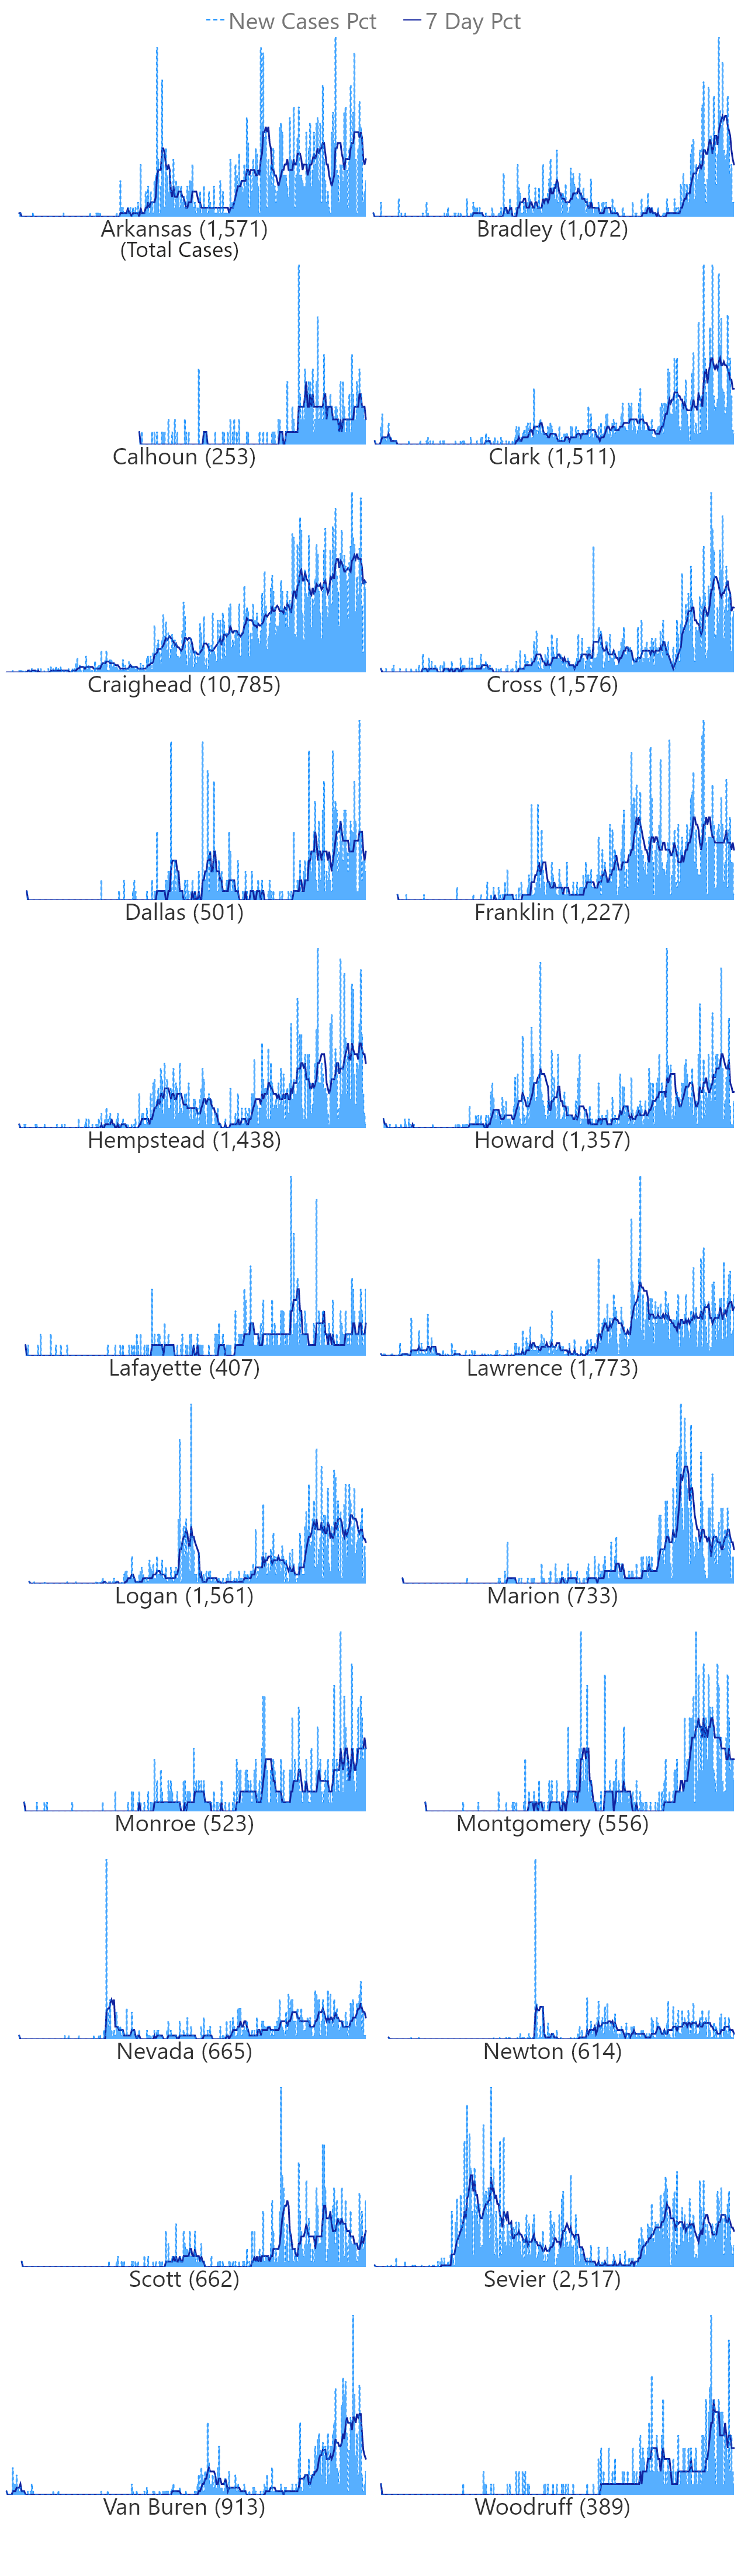 New Cases Pct 7 Day Pct
Arkansas (1,571) Bradley (1,072)
(Total Cases)
Calhoun (253) Clark (1,511)
Craighead (10,785) Cross (1,576)
Dallas (501) Franklin (1,227)
Hempstead (1,438) Howard (1,357)
Lafayette (407) Lawrence (1,773)
Logan (1,561) Marion (733)
Monroe (523) Montgomery (556)
Nevada (665) Newton (614)
Scott (662) Sevier (2,517)
Van Buren (913) Woodruff (389)